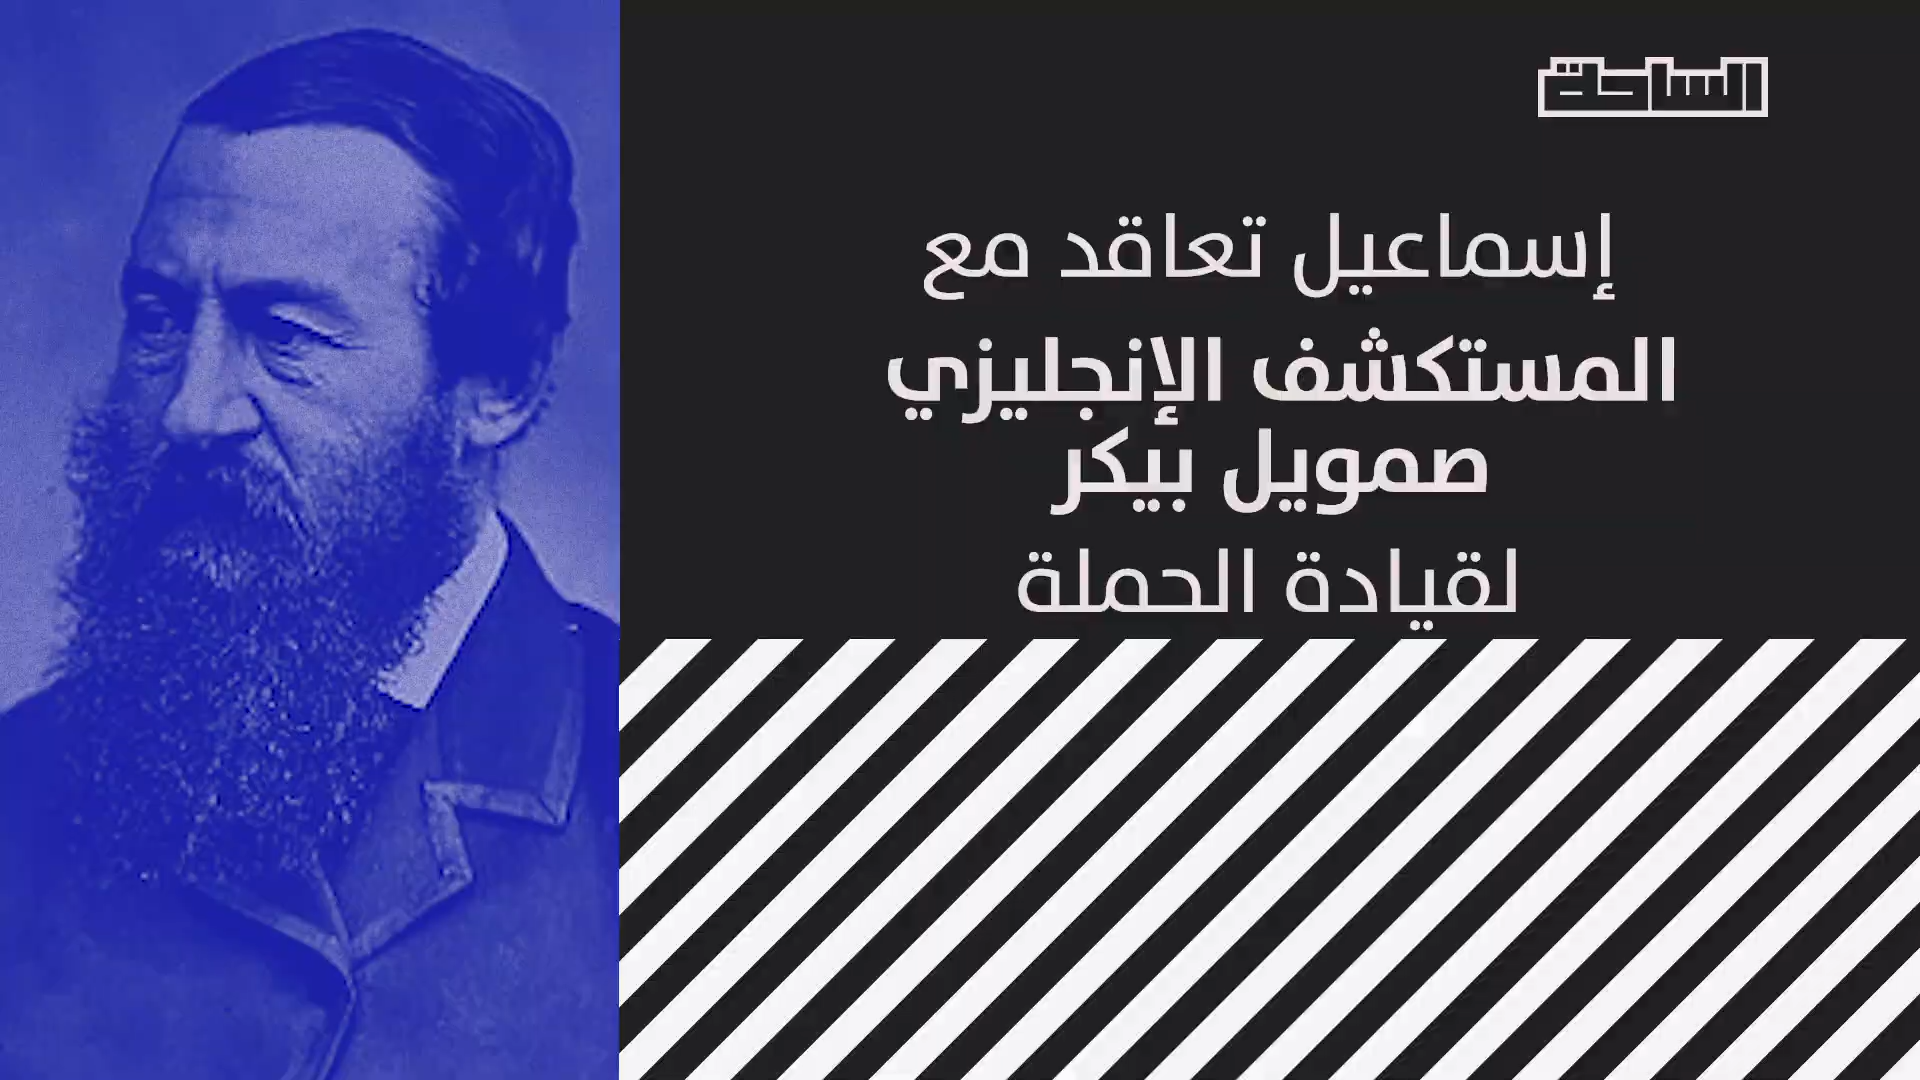 الساحة
إسماعيل تعاقد مع
المستكشف الإنجليزي
صمويل بيكر
لقيادة الحملة